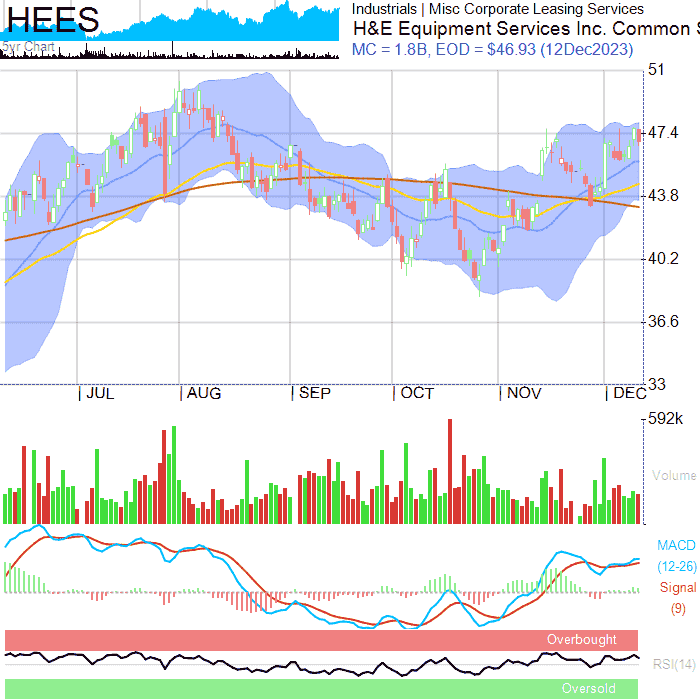 HEES
5yr Chart
Industrials | Misc Corporate Leasing Services
H&E Equipment Services Inc. Common S
MC = 1.8B, EOD = $46.93 (12Dec2023)
51
47.4
43.8
40.2
36.6
33
JUL
AUG
SEP
OCT
NOV
DEC
592k
Volume
MACD
(12-26)
Signal
(9)
Overbought
RSI(14)
Oversold